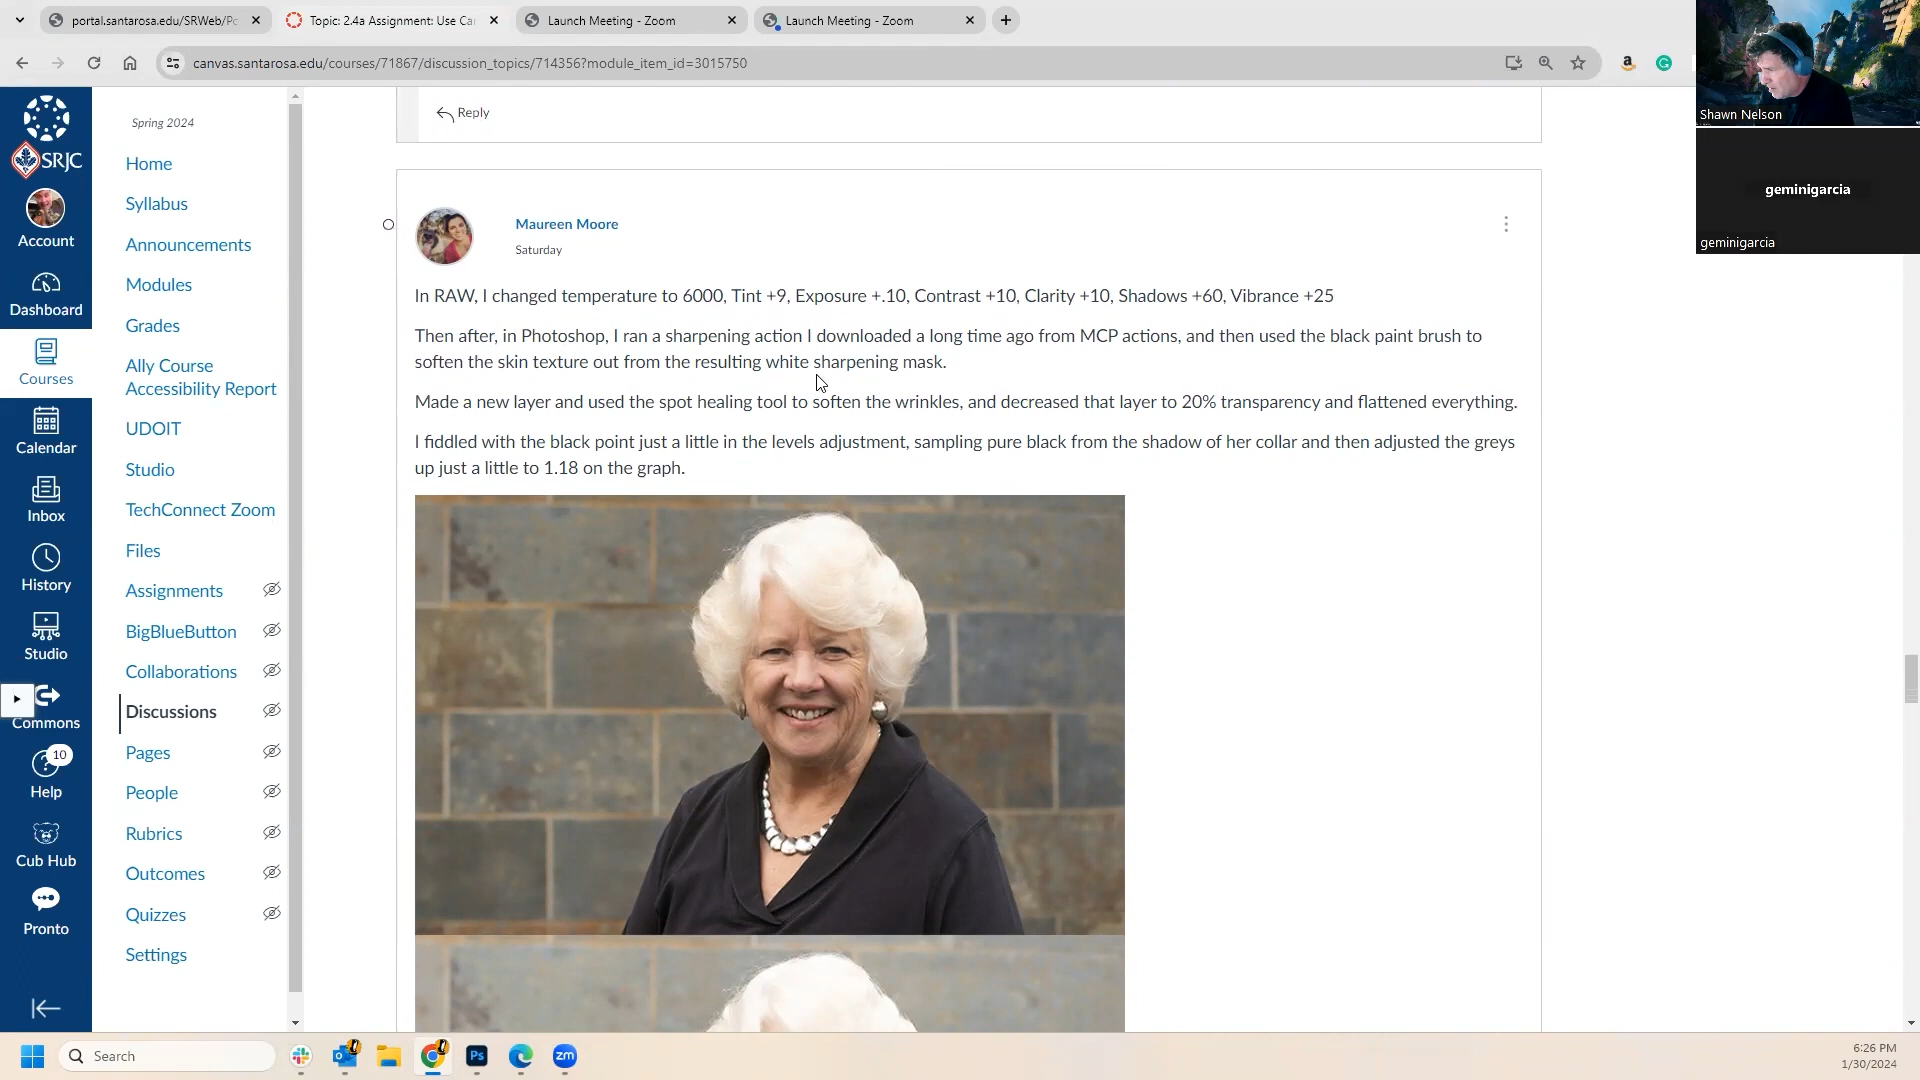 portal.santarosa.edu/SRWeb/Po
Topic: 2.4a Assignment: Use Ca
Launch Meeting - Zoom
Launch Meeting - Zoom
canvas.santarosa.edu/courses/71867/discussion_topics/714356?module_item_id=3015750
Shawn Nelson
geminigarcia
geminigarcia
SRJC
Account
Dashboard
Courses
Calendar
Inbox
History
Studio
Commons
10
Help
Cub Hub
Pronto
Spring 2024
Home
Syllabus
Announcements
Modules
Grades
Ally Course
Accessibility Report
UDOIT
Studio
TechConnect Zoom
Files
Assignments
BigBlueButton
Collaborations
Discussions
Pages
People
Rubrics
Outcomes
Quizzes
Settings
Reply
Maureen Moore
Saturday
In RAW, I changed temperature to 6000, Tint +9, Exposure +.10, Contrast +10, Clarity +10, Shadows +60, Vibrance +25
Then after, in Photoshop, I ran a sharpening action I downloaded a long time ago from MCP actions, and then used the black paint brush to
soften the skin texture out from the resulting white sharpening mask.
Made a new layer and used the spot healing tool to soften the wrinkles, and decreased that layer to 20% transparency and flattened everything.
I fiddled with the black point just a little in the levels adjustment, sampling pure black from the shadow of her collar and then adjusted the greys
up just a little to 1.18 on the graph.
Search
Ps
zm
6:26 PM
1/30/2024